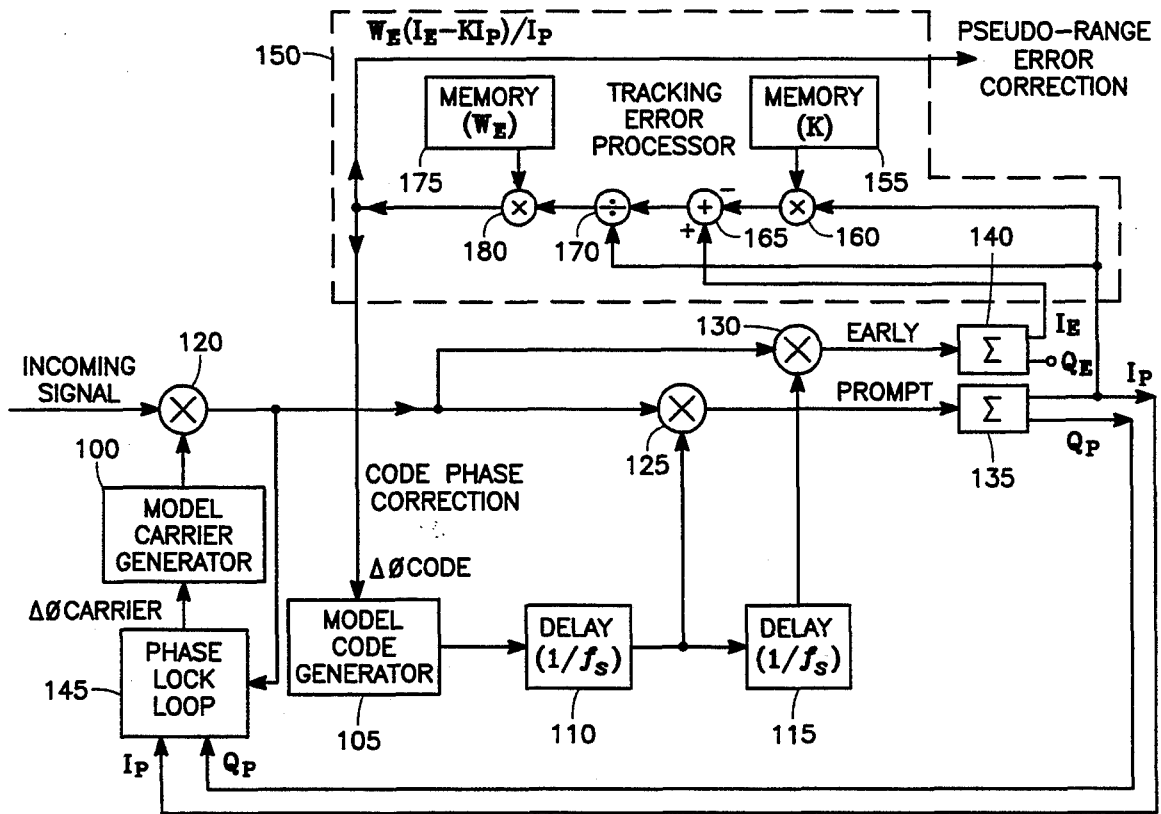 W_E(I_E-KI_P)/I_P
150
PSEUDO-RANGE
ERROR
CORRECTION
MEMORY
(W_E)
TRACKING
ERROR
PROCESSOR
MEMORY
(K)
175
155
−
+
×
÷
+
×
180
170
165
160
140
130
I_E
120
×
EARLY
Σ
Q_E
INCOMING
SIGNAL
×
×
PROMPT
Σ
I_P
Q_P
100
125
135
MODEL
CARRIER
GENERATOR
CODE PHASE
CORRECTION
ΔØCARRIER
ΔØCODE
PHASE
LOCK
LOOP
MODEL
CODE
GENERATOR
DELAY
(1/f_S)
DELAY
(1/f_S)
145
105
110
115
I_P
Q_P